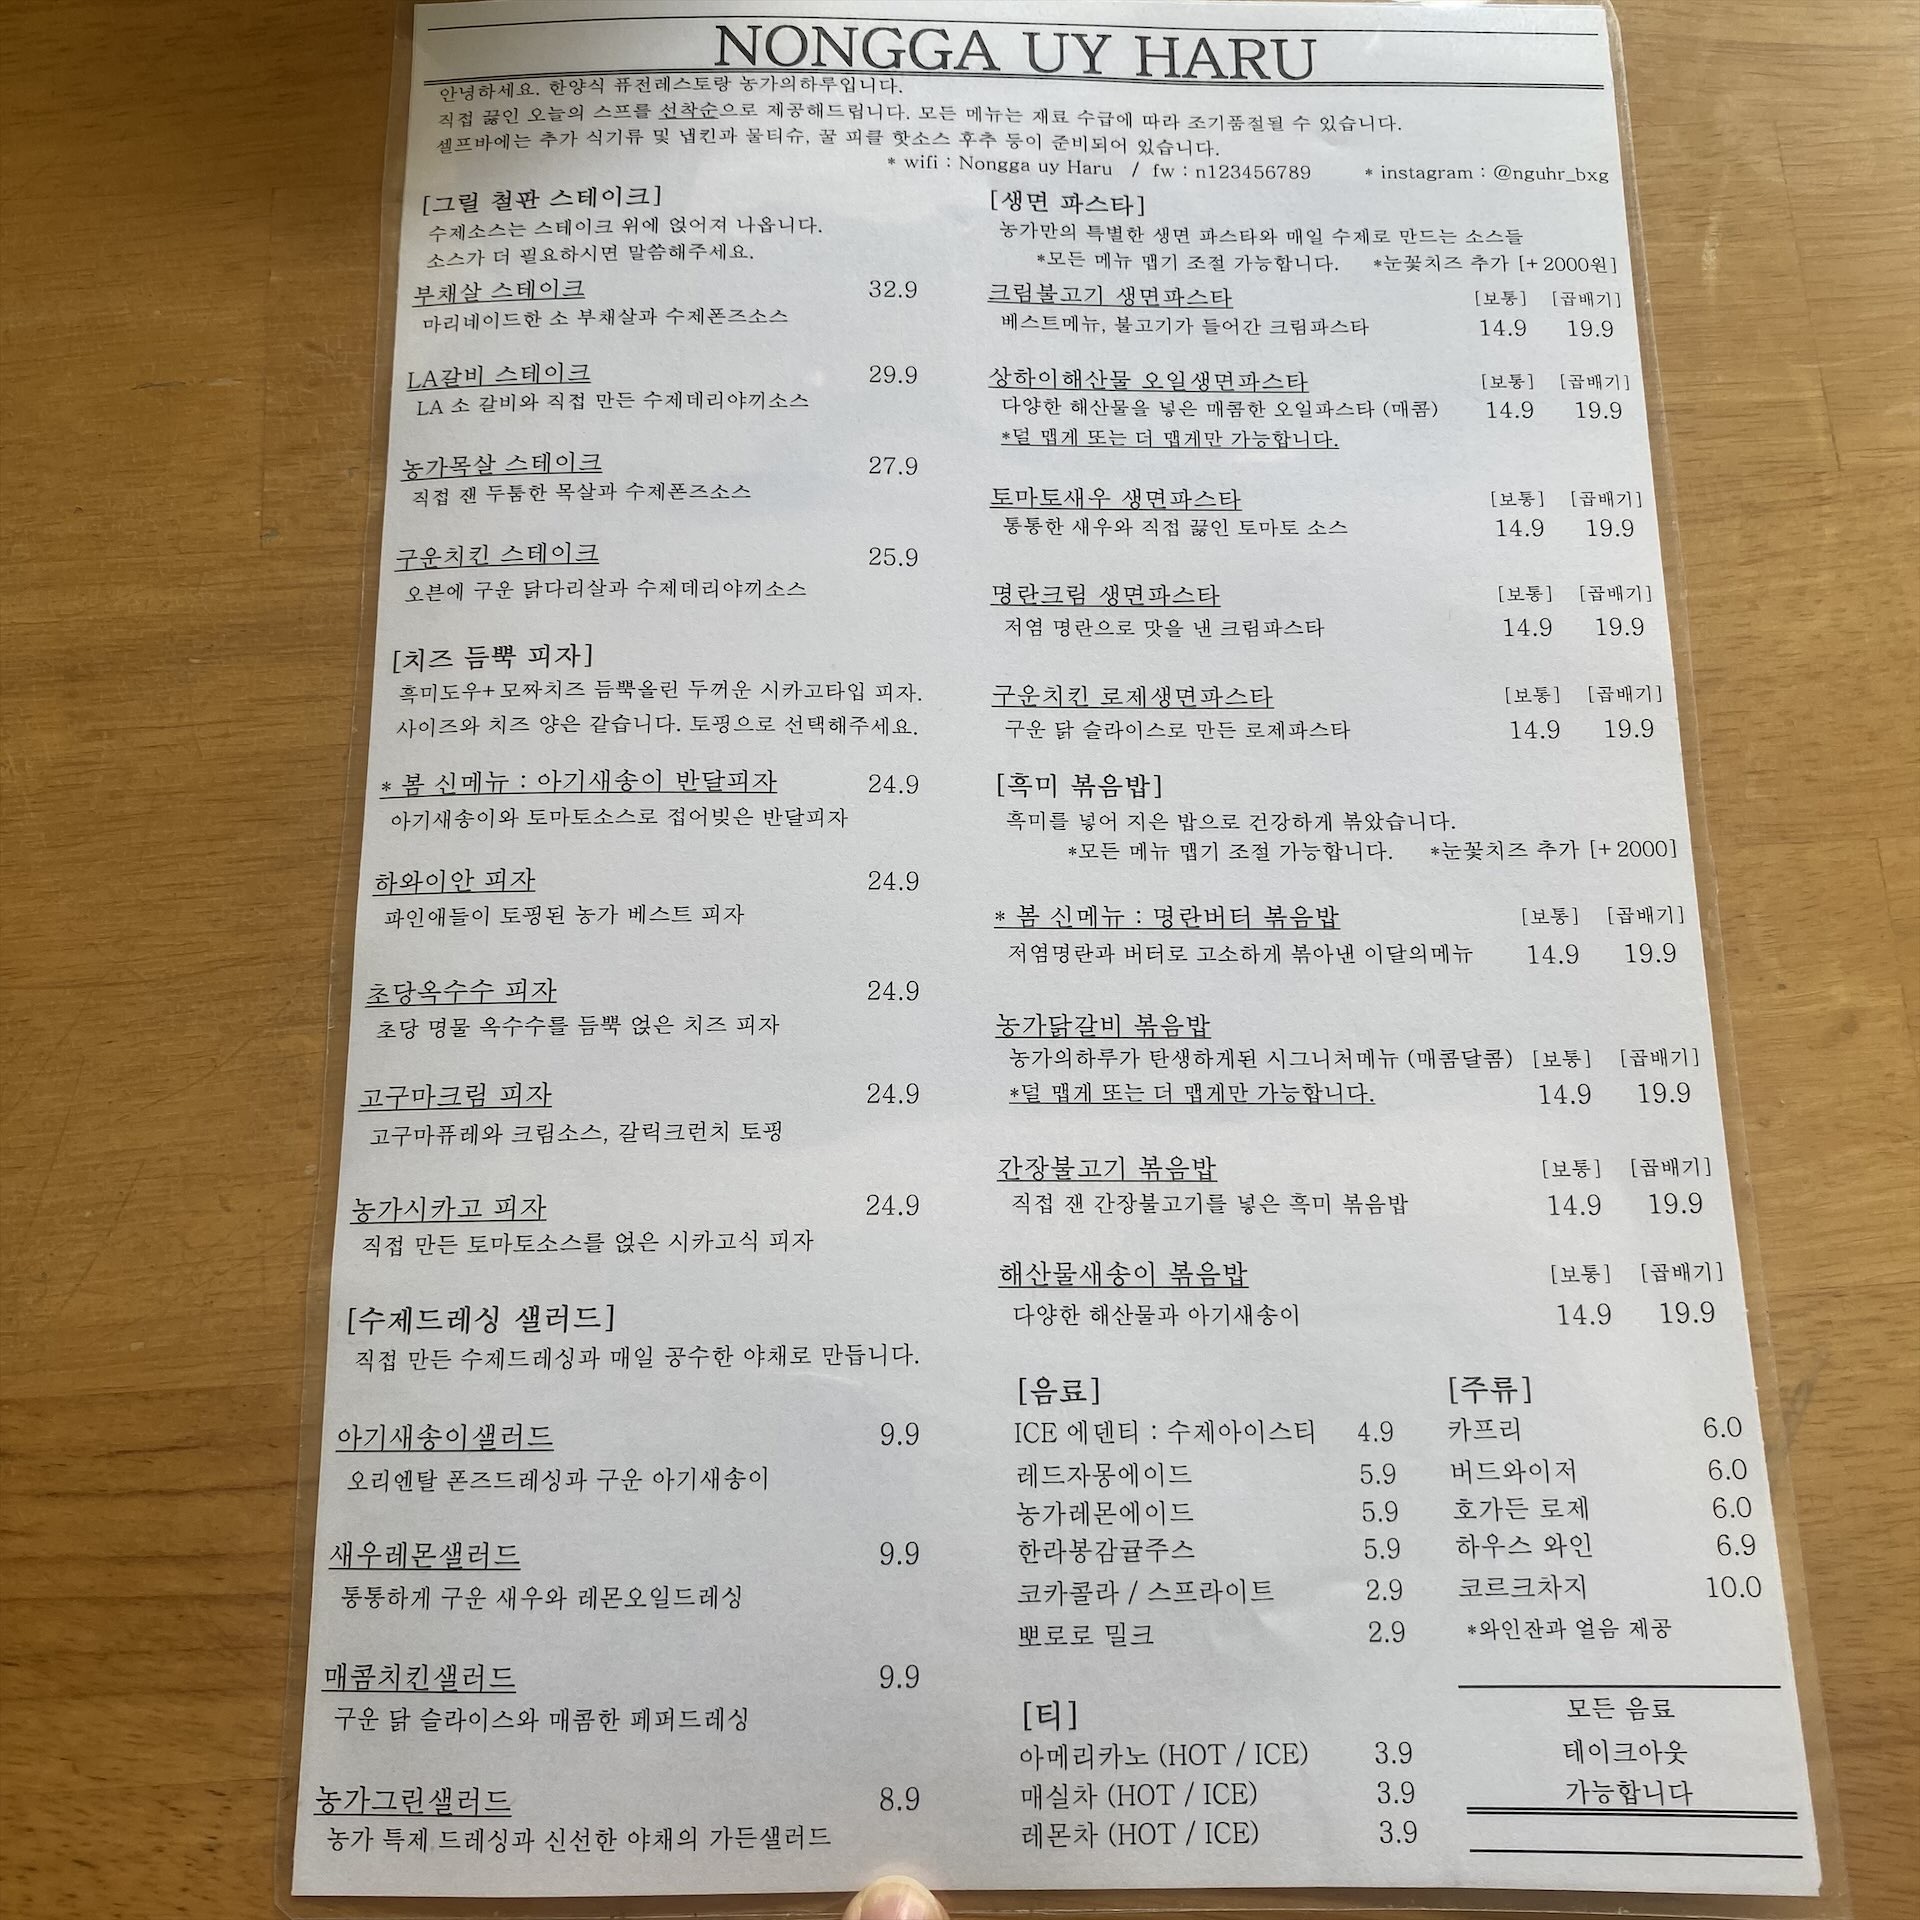 NONGGA UY HARU
안녕하세요. 한양식 퓨전레스토랑 농가의하루입니다.
직접 끓인 오늘의 스프를 선착순으로 제공해드립니다. 모든 메뉴는 재료 수급에 따라 조기품절될 수 있습니다.
셀프바에는 추가 식기류 및 냅킨과 물티슈, 꿀 피클 핫소스 후추 등이 준비되어 있습니다.
* wifi : Nongga uy Haru / fw : n123456789 * instagram : @nguhr_bxg
[그릴 철판 스테이크]
수제소스는 스테이크 위에 얹어져 나옵니다.
소스가 더 필요하시면 말씀해주세요.
부채살 스테이크 32.9
마리네이드한 소 부채살과 수제폰즈소스
LA갈비 스테이크 29.9
LA 소 갈비와 직접 만든 수제데리야끼소스
농가목살 스테이크 27.9
직접 잰 두툼한 목살과 수제폰즈소스
구운치킨 스테이크 25.9
오븐에 구운 닭다리살과 수제데리야끼소스
[치즈 듬뿍 피자]
흑미도우+모짜치즈 듬뿍올린 두꺼운 시카고타입 피자.
사이즈와 치즈 양은 같습니다. 토핑으로 선택해주세요.
* 봄 신메뉴 : 아기새송이 반달피자 24.9
아기새송이와 토마토소스로 접어빚은 반달피자
하와이안 피자 24.9
파인애들이 토핑된 농가 베스트 피자
초당옥수수 피자 24.9
초당 명물 옥수수를 듬뿍 얹은 치즈 피자
고구마크림 피자 24.9
고구마퓨레와 크림소스, 갈릭크런치 토핑
농가시카고 피자 24.9
직접 만든 토마토소스를 얹은 시카고식 피자
[수제드레싱 샐러드]
직접 만든 수제드레싱과 매일 공수한 야채로 만듭니다.
아기새송이샐러드 9.9
오리엔탈 폰즈드레싱과 구운 아기새송이
새우레몬샐러드 9.9
통통하게 구운 새우와 레몬오일드레싱
매콤치킨샐러드 9.9
구운 닭 슬라이스와 매콤한 페퍼드레싱
농가그린샐러드 8.9
농가 특제 드레싱과 신선한 야채의 가든샐러드
[생면 파스타]
농가만의 특별한 생면 파스타와 매일 수제로 만드는 소스들
*모든 메뉴 맵기 조절 가능합니다. *눈꽃치즈 추가 [+2000원]
크림불고기 생면파스타 [보통] [곱배기]
베스트메뉴, 불고기가 들어간 크림파스타 14.9 19.9
상하이해산물 오일생면파스타 [보통] [곱배기]
다양한 해산물을 넣은 매콤한 오일파스타 (매콤) 14.9 19.9
*덜 맵게 또는 더 맵게만 가능합니다.
토마토새우 생면파스타 [보통] [곱배기]
통통한 새우와 직접 끓인 토마토 소스 14.9 19.9
명란크림 생면파스타 [보통] [곱배기]
저염 명란으로 맛을 낸 크림파스타 14.9 19.9
구운치킨 로제생면파스타 [보통] [곱배기]
구운 닭 슬라이스로 만든 로제파스타 14.9 19.9
[흑미 볶음밥]
흑미를 넣어 지은 밥으로 건강하게 볶았습니다.
*모든 메뉴 맵기 조절 가능합니다. *눈꽃치즈 추가 [+2000]
* 봄 신메뉴 : 명란버터 볶음밥 [보통] [곱배기]
저염명란과 버터로 고소하게 볶아낸 이달의메뉴 14.9 19.9
농가닭갈비 볶음밥
농가의하루가 탄생하게된 시그니처메뉴 (매콤달콤) [보통] [곱배기]
*덜 맵게 또는 더 맵게만 가능합니다. 14.9 19.9
간장불고기 볶음밥 [보통] [곱배기]
직접 잰 간장불고기를 넣은 흑미 볶음밥 14.9 19.9
해산물새송이 볶음밥 [보통] [곱배기]
다양한 해산물과 아기새송이 14.9 19.9
[음료]
ICE 에덴티 : 수제아이스티 4.9
레드자몽에이드 5.9
농가레몬에이드 5.9
한라봉감귤주스 5.9
코카콜라 / 스프라이트 2.9
뽀로로 밀크 2.9
[티]
아메리카노 (HOT / ICE) 3.9
매실차 (HOT / ICE) 3.9
레몬차 (HOT / ICE) 3.9
[주류]
카프리 6.0
버드와이저 6.0
호가든 로제 6.0
하우스 와인 6.9
코르크차지 10.0
*와인잔과 얼음 제공
모든 음료
테이크아웃
가능합니다